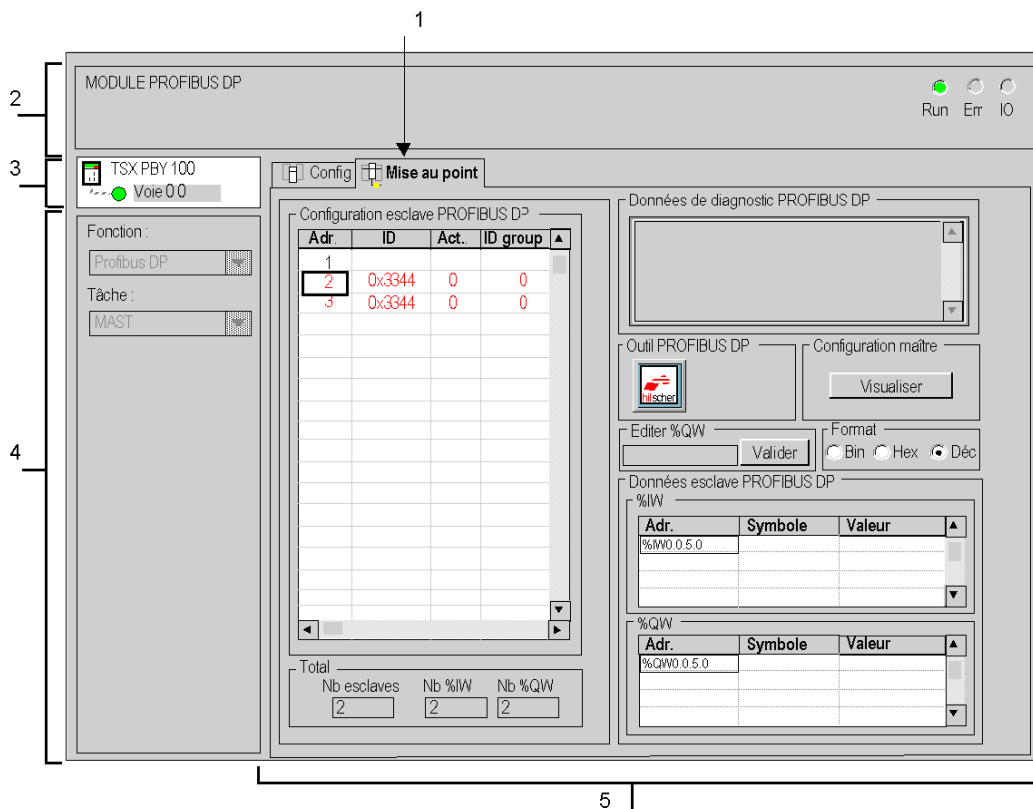 1
2
MODULE PROFIBUS DP
Run Err IO
3
TSX PBY 100
Voie 0 0
Config
Mise au point
4
Fonction :
Profibus DP
Tâche :
MAST
Configuration esclave PROFIBUS DP
Adr. ID Act.. ID group
1
2 0x3344 0 0
3 0x3344 0 0
Total
Nb esclaves Nb %IW Nb %QW
2 2 2
Données de diagnostic PROFIBUS DP
Outil PROFIBUS DP
hilscher
Configuration maître
Visualiser
Editer %QW
Valider
Format
Bin Hex Déc
Données esclave PROFIBUS DP
%IW
Adr. Symbole Valeur
%IW0.0.5.0
%QW
Adr. Symbole Valeur
%QW0.0.5.0
5